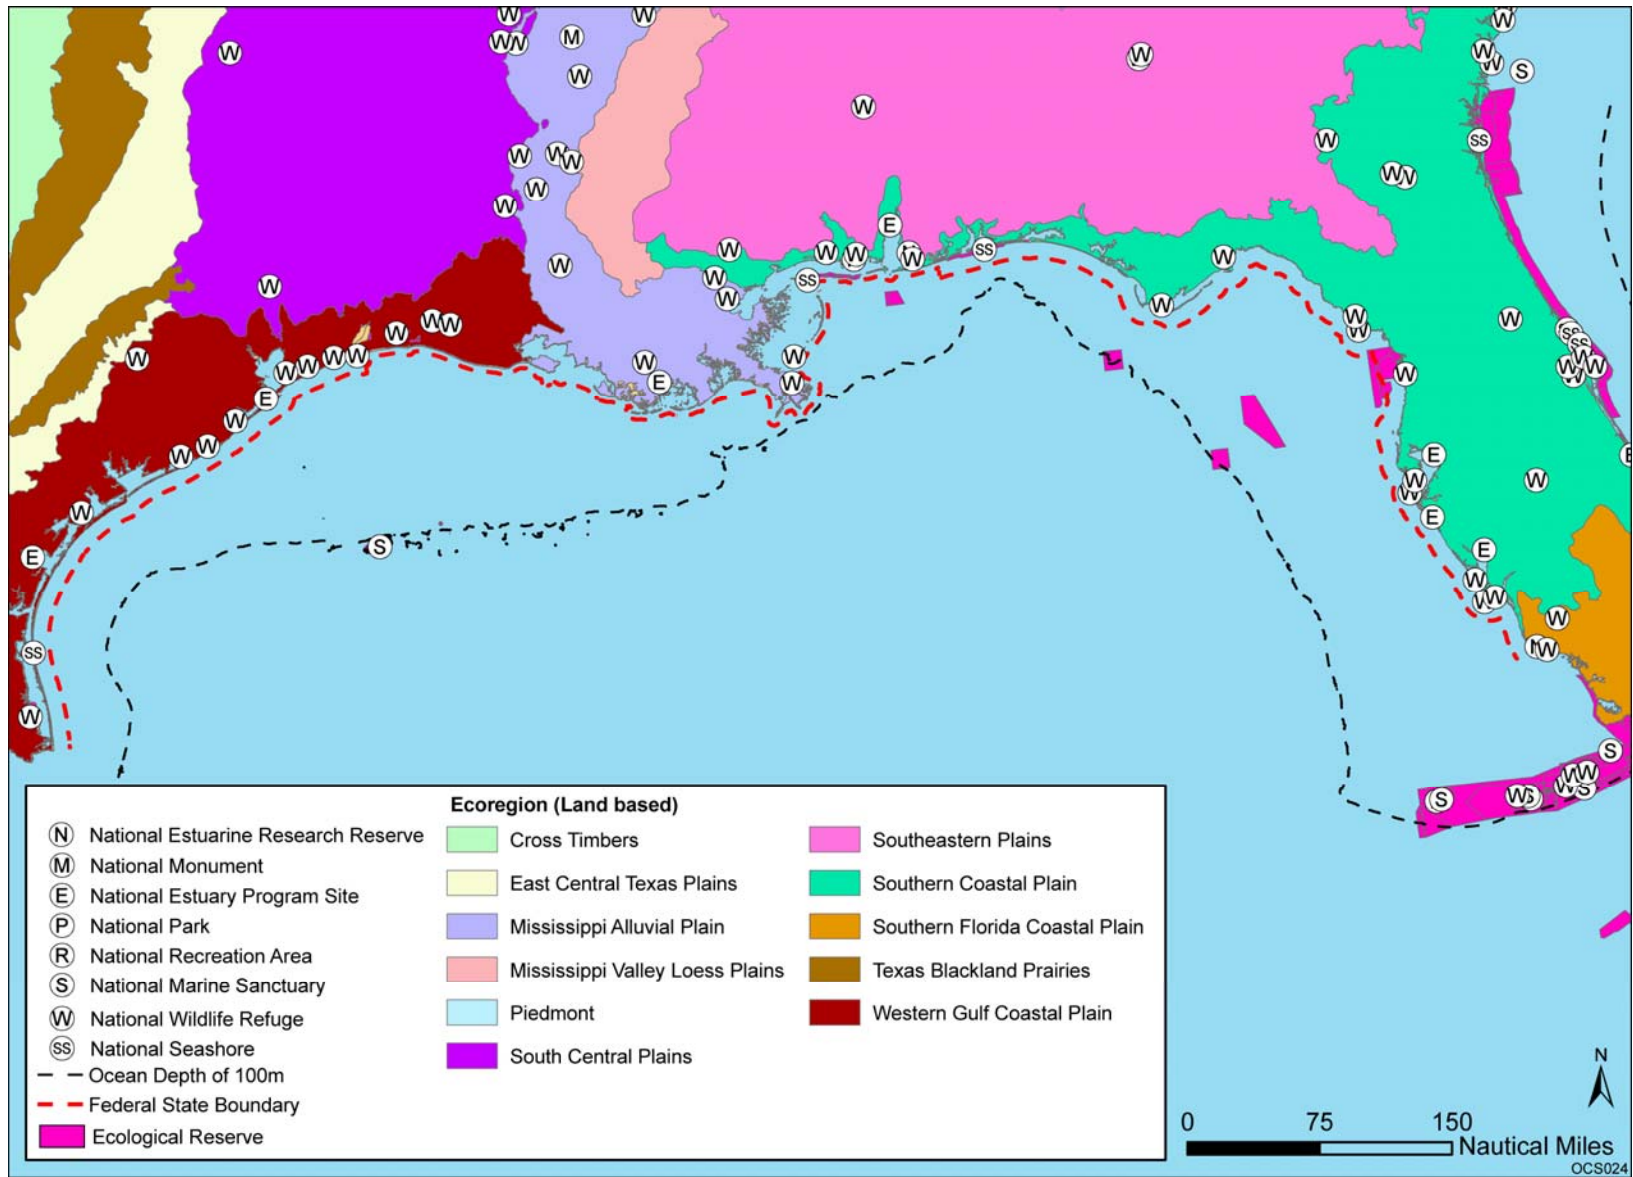 N National Estuarine Research Reserve
M National Monument
E National Estuary Program Site
P National Park
R National Recreation Area
S National Marine Sanctuary
W National Wildlife Refuge
SS National Seashore
Ocean Depth of 100m
Federal State Boundary
Ecological Reserve
Ecoregion (Land based)
Cross Timbers
East Central Texas Plains
Mississippi Alluvial Plain
Mississippi Valley Loess Plains
Piedmont
South Central Plains
Southeastern Plains
Southern Coastal Plain
Southern Florida Coastal Plain
Texas Blackland Prairies
Western Gulf Coastal Plain
N
0 75 150
Nautical Miles
OCS024